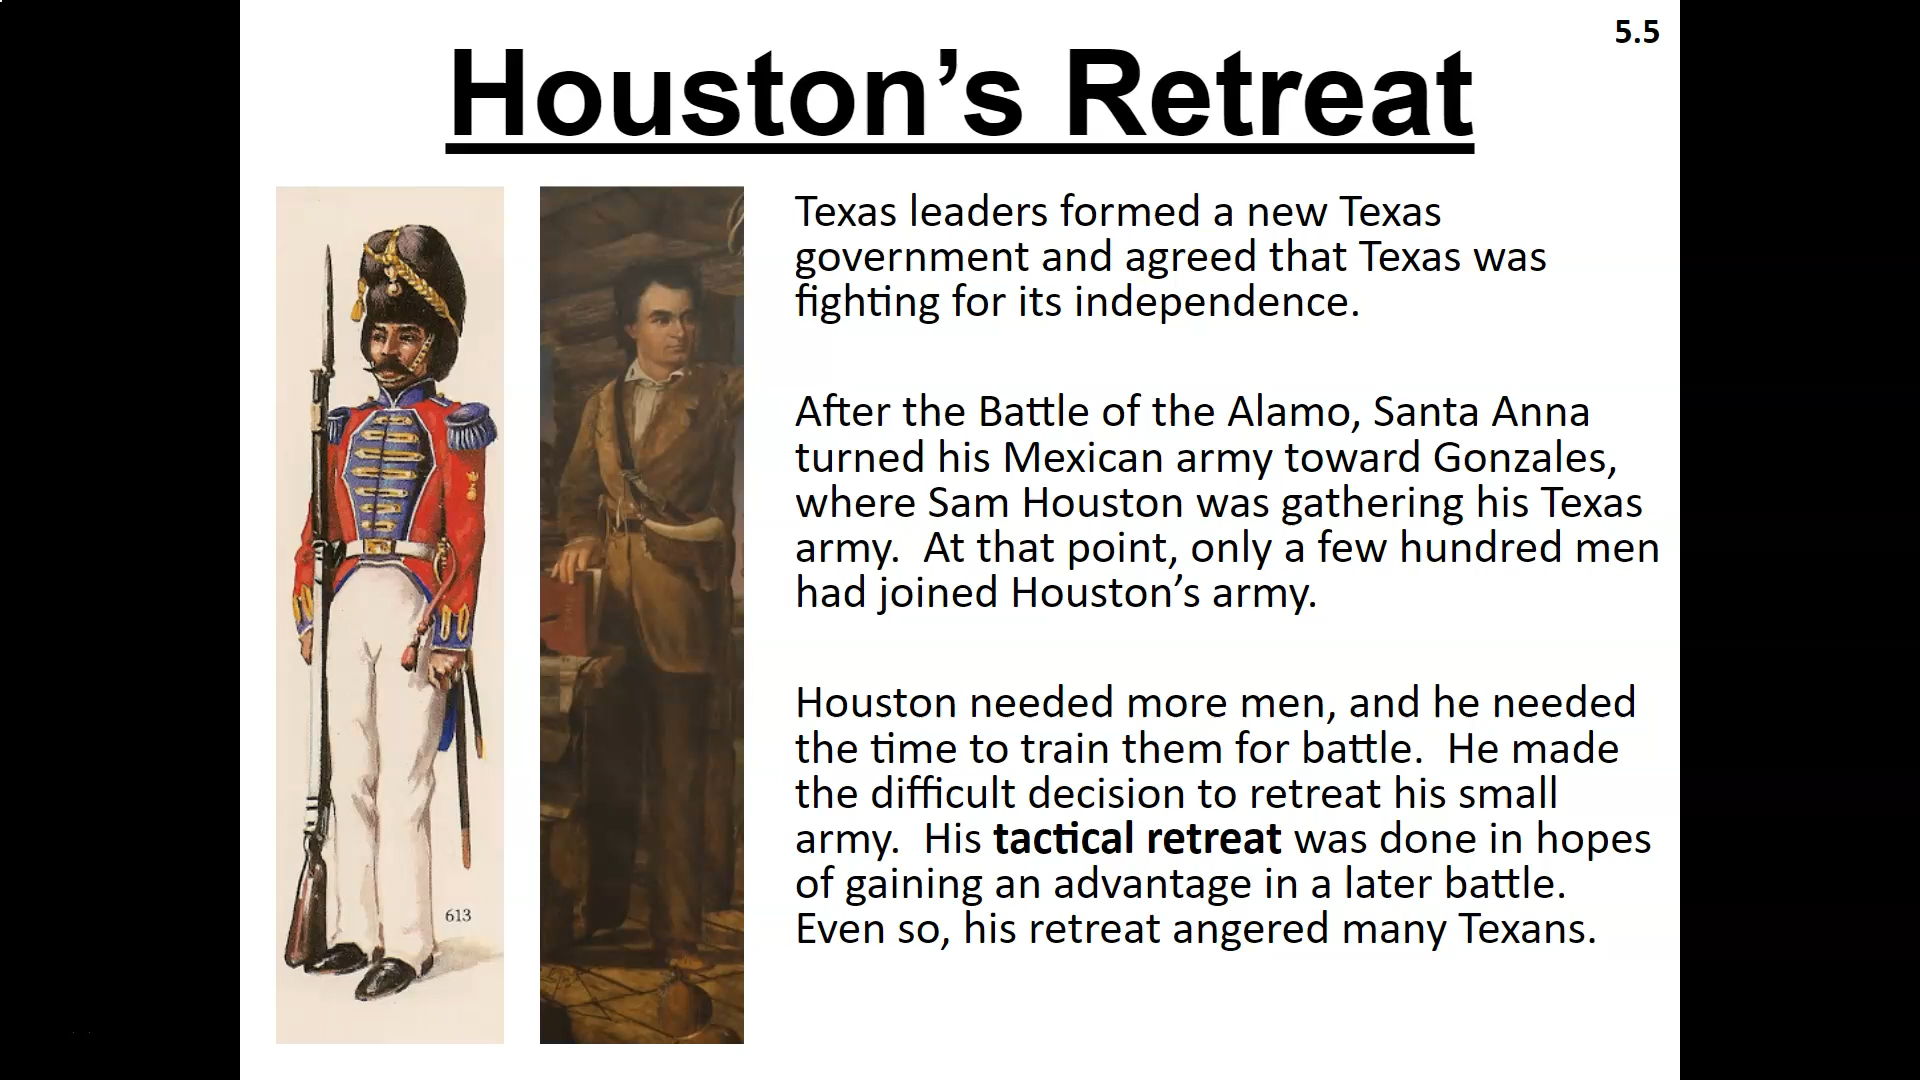 5.5
Houston’s Retreat
Texas leaders formed a new Texas
government and agreed that Texas was
fighting for its independence.
After the Battle of the Alamo, Santa Anna
turned his Mexican army toward Gonzales,
where Sam Houston was gathering his Texas
army.  At that point, only a few hundred men
had joined Houston’s army.
Houston needed more men, and he needed
the time to train them for battle.  He made
the difficult decision to retreat his small
army.  His tactical retreat was done in hopes
of gaining an advantage in a later battle.
Even so, his retreat angered many Texans.
613